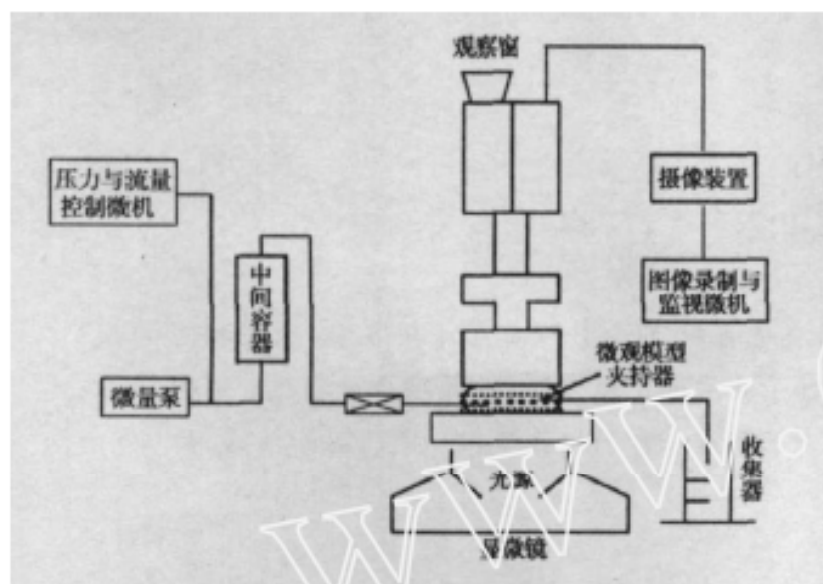 观察窗
压力与流量
控制微机
摄像装置
中间容器
图像录制与
监视微机
微观模型
夹持器
微量泵
收集器
光源
显微镜
WWW.